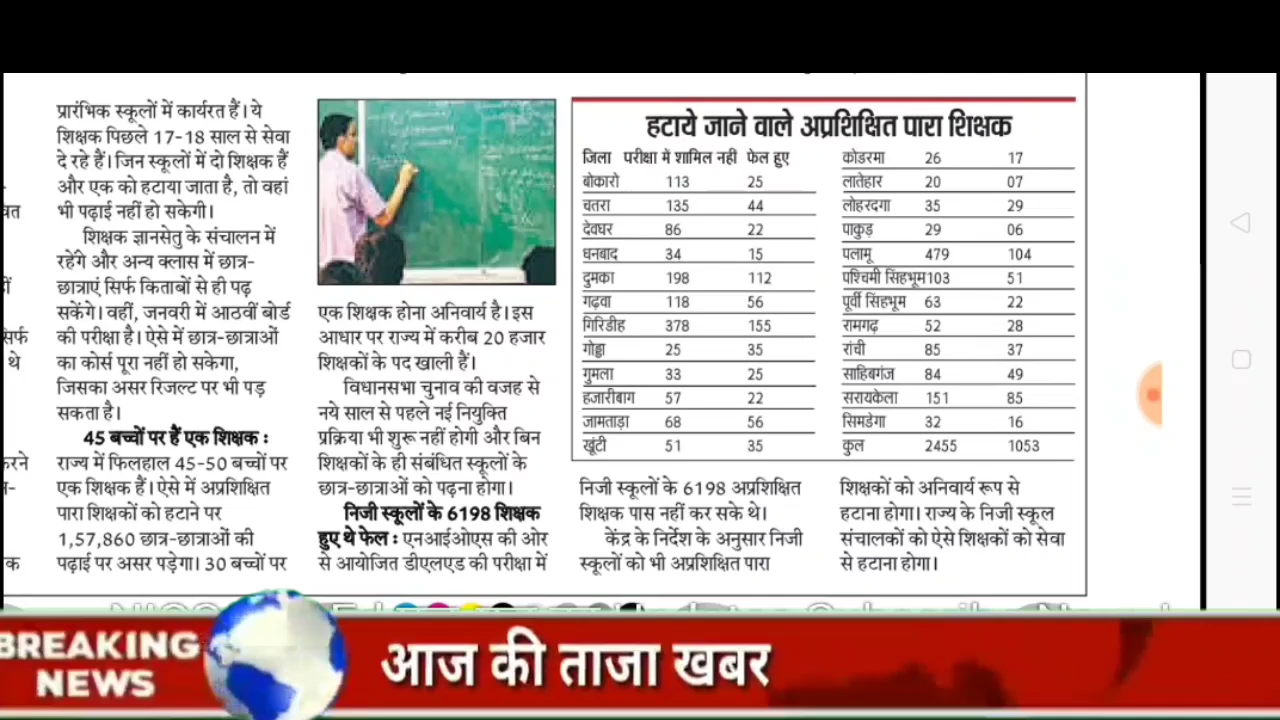 प्रारंभिक स्कूलों में कार्यरत हैं। ये
शिक्षक पिछले 17-18 साल से सेवा
दे रहे हैं। जिन स्कूलों में दो शिक्षक हैं
और एक को हटाया जाता है, तो वहां
भी पढ़ाई नहीं हो सकेगी।
शिक्षक ज्ञानसेतु के संचालन में
रहेंगे और अन्य क्लास में छात्र-
छात्राएं सिर्फ किताबों से ही पढ़
सकेंगे। वहीं, जनवरी में आठवीं बोर्ड
की परीक्षा है। ऐसे में छात्र-छात्राओं
का कोर्स पूरा नहीं हो सकेगा,
जिसका असर रिजल्ट पर भी पड़
सकता है।
45 बच्चों पर हैं एक शिक्षक :
राज्य में फिलहाल 45-50 बच्चों पर
एक शिक्षक हैं। ऐसे में अप्रशिक्षित
पारा शिक्षकों को हटाने पर
1,57,860 छात्र-छात्राओं की
पढ़ाई पर असर पड़ेगा। 30 बच्चों पर
एक शिक्षक होना अनिवार्य है। इस
आधार पर राज्य में करीब 20 हजार
शिक्षकों के पद खाली हैं।
विधानसभा चुनाव की वजह से
नये साल से पहले नई नियुक्ति
प्रक्रिया भी शुरू नहीं होगी और बिन
शिक्षकों के ही संबंधित स्कूलों के
छात्र-छात्राओं को पढ़ना होगा।
निजी स्कूलों के 6198 शिक्षक
हुए थे फेल : एनआईओएस की ओर
से आयोजित डीएलएड की परीक्षा में
हटाये जाने वाले अप्रशिक्षित पारा शिक्षक
जिला परीक्षा में शामिल नहीं फेल हुए
बोकारो 113 25
चतरा 135 44
देवघर 86 22
धनबाद 34 15
दुमका 198 112
गढ़वा 118 56
गिरिडीह 378 155
गोड्डा 25 35
गुमला 33 25
हजारीबाग 57 22
जामताड़ा 68 56
खूंटी 51 35
कोडरमा 26 17
लातेहार 20 07
लोहरदगा 35 29
पाकुड़ 29 06
पलामू 479 104
पश्चिमी सिंहभूम 103 51
पूर्वी सिंहभूम 63 22
रामगढ़ 52 28
रांची 85 37
साहिबगंज 84 49
सरायकेला 151 85
सिमडेगा 32 16
कुल 2455 1053
निजी स्कूलों के 6198 अप्रशिक्षित
शिक्षक पास नहीं कर सके थे।
केंद्र के निर्देश के अनुसार निजी
स्कूलों को भी अप्रशिक्षित पारा
शिक्षकों को अनिवार्य रूप से
हटाना होगा। राज्य के निजी स्कूल
संचालकों को ऐसे शिक्षकों को सेवा
से हटाना होगा।
BREAKING
NEWS
आज की ताजा खबर